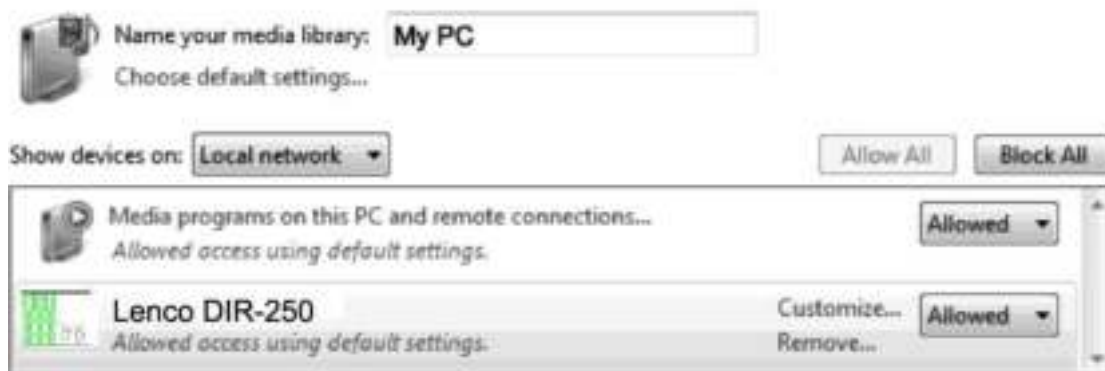 Name your media library: My PC
Choose default settings...
Show devices on: Local network Allow All Block All
Media programs on this PC and remote connections... Allowed
Allowed access using default settings.
Lenco DIR-250 Customize... Allowed
Allowed access using default settings. Remove...